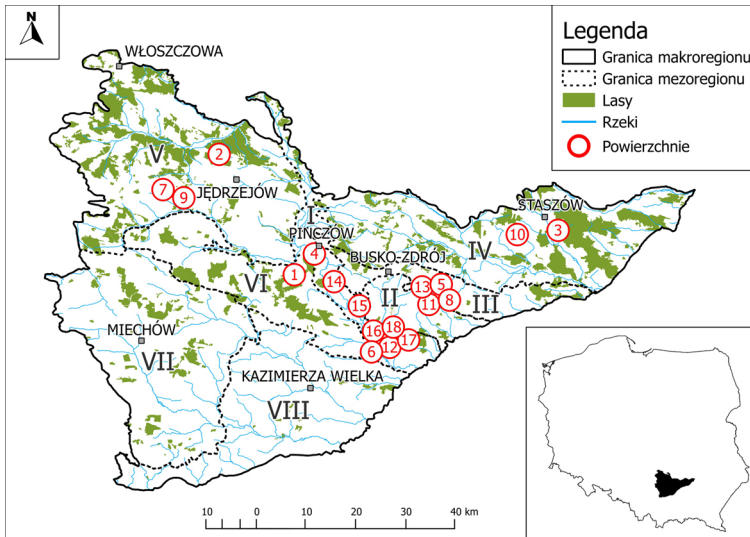 N
WŁOSZCZOWA
Legenda
Granica makroregionu
Granica mezoregionu
Lasy
Rzeki
Powierzchnie
V
2
7
9
JĘDRZEJÓW
I
STASZÓW
10
3
PIŃCZÓW
4
IV
BUSKO-ZDRÓJ
1
VI
14
13
5
II
11
8
III
15
16
18
17
6
12
MIECHÓW
VII
KAZIMIERZA WIELKA
VIII
10
0
10
20
30
40 km